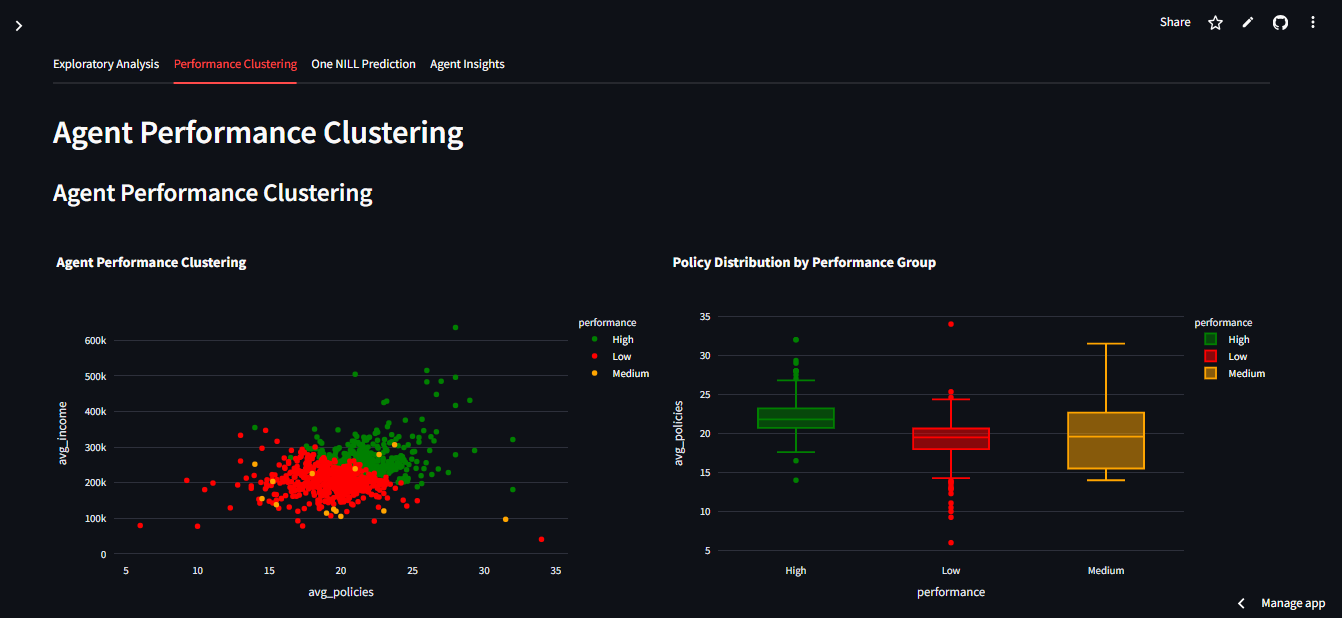 Share
Exploratory Analysis Performance Clustering One NILL Prediction Agent Insights
Agent Performance Clustering
Agent Performance Clustering
Agent Performance Clustering
performance
High
Low
Medium
600k
500k
400k
300k
200k
100k
0
avg_income
5 10 15 20 25 30 35
avg_policies
Policy Distribution by Performance Group
performance
High
Low
Medium
35
30
25
20
15
10
5
avg_policies
High Low Medium
performance
Manage app